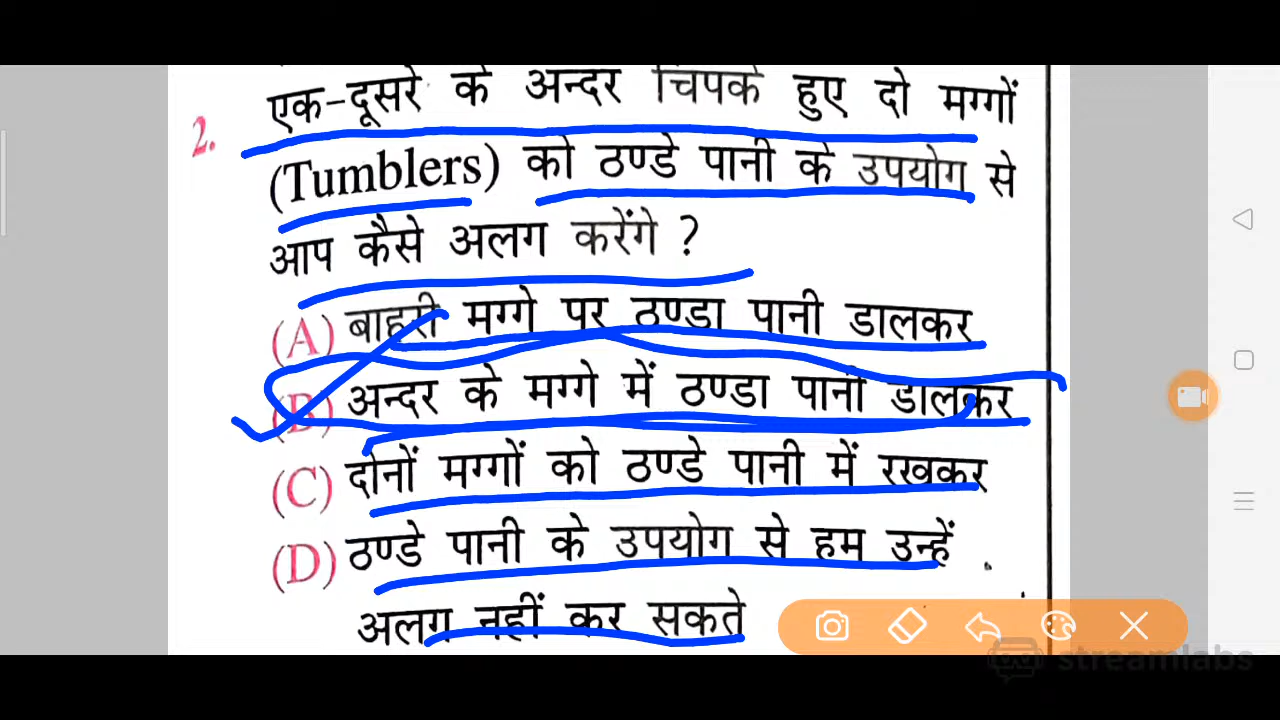 2. एक-दूसरे के अन्दर चिपके हुए दो मग्गों
(Tumblers) को ठण्डे पानी के उपयोग से
आप कैसे अलग करेंगे ?
(A) बाहरी मग्गे पर ठण्डा पानी डालकर
(B) अन्दर के मग्गे में ठण्डा पानी डालकर
(C) दोनों मग्गों को ठण्डे पानी में रखकर
(D) ठण्डे पानी के उपयोग से हम उन्हें
अलग नहीं कर सकते
streamlabs